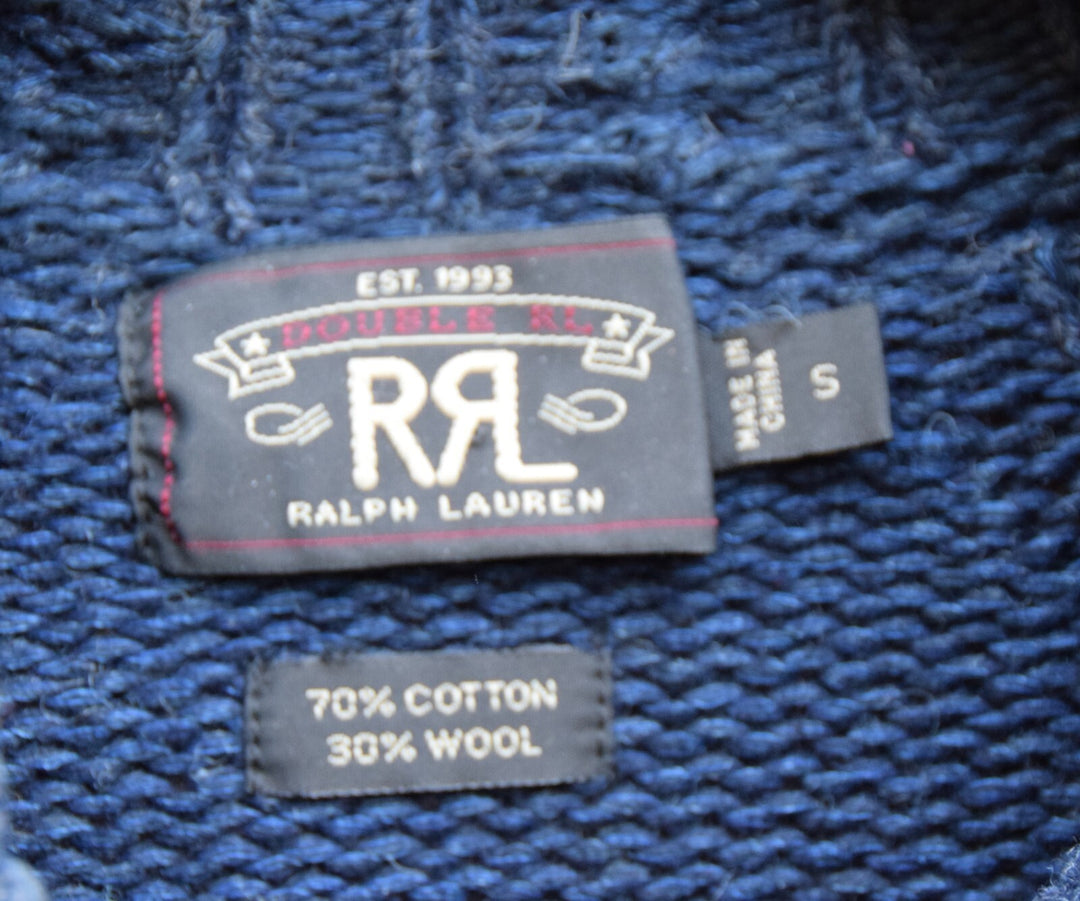 EST. 1993
DOUBLE RL
RRL
RALPH LAUREN
MADE IN
CHINA
S
70% COTTON
30% WOOL